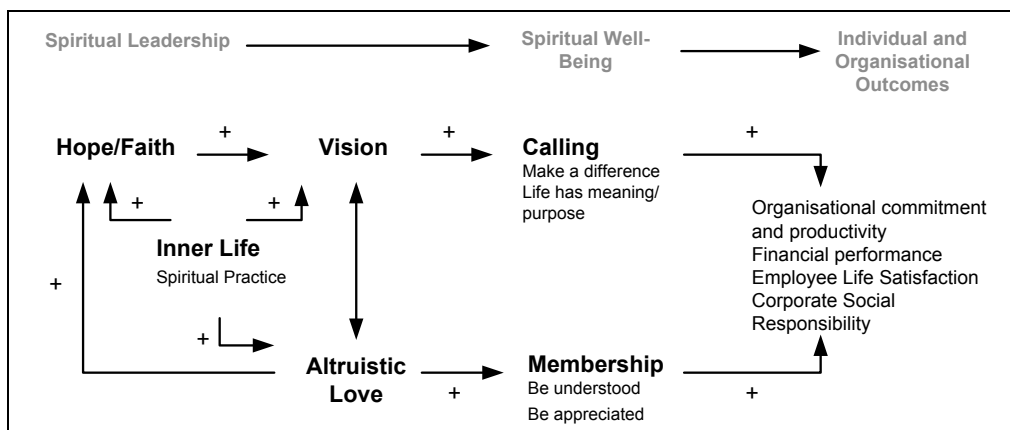 Spiritual Leadership
Spiritual Well-
Being
Individual and
Organisational
Outcomes
+
+
+
Hope/Faith
Vision
Calling
Make a difference
Life has meaning/
purpose
+
+
Inner Life
Spiritual Practice
+
Organisational commitment
and productivity
Financial performance
Employee Life Satisfaction
Corporate Social
Responsibility
+
Altruistic
Love
+
Membership
Be understood
Be appreciated
+